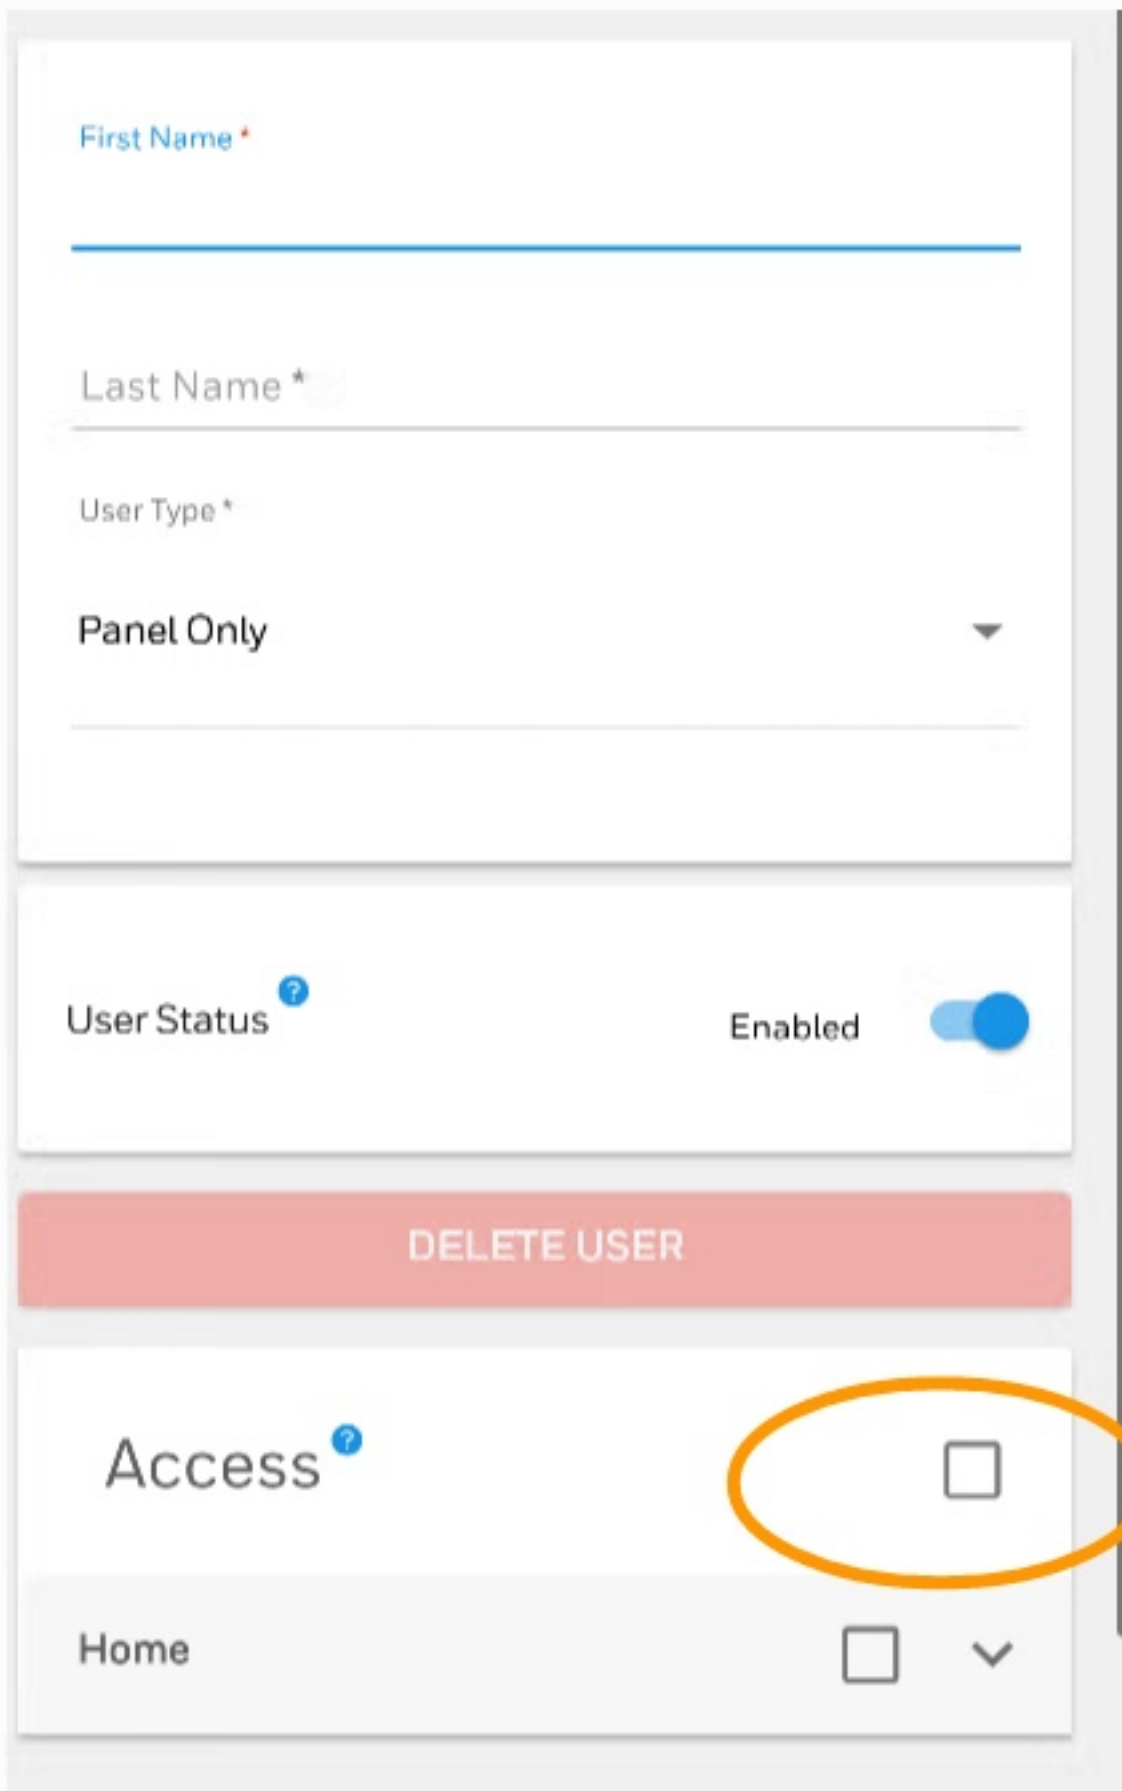 First Name *
Last Name *
User Type *
Panel Only
User Status ?
Enabled
DELETE USER
Access ?
Home